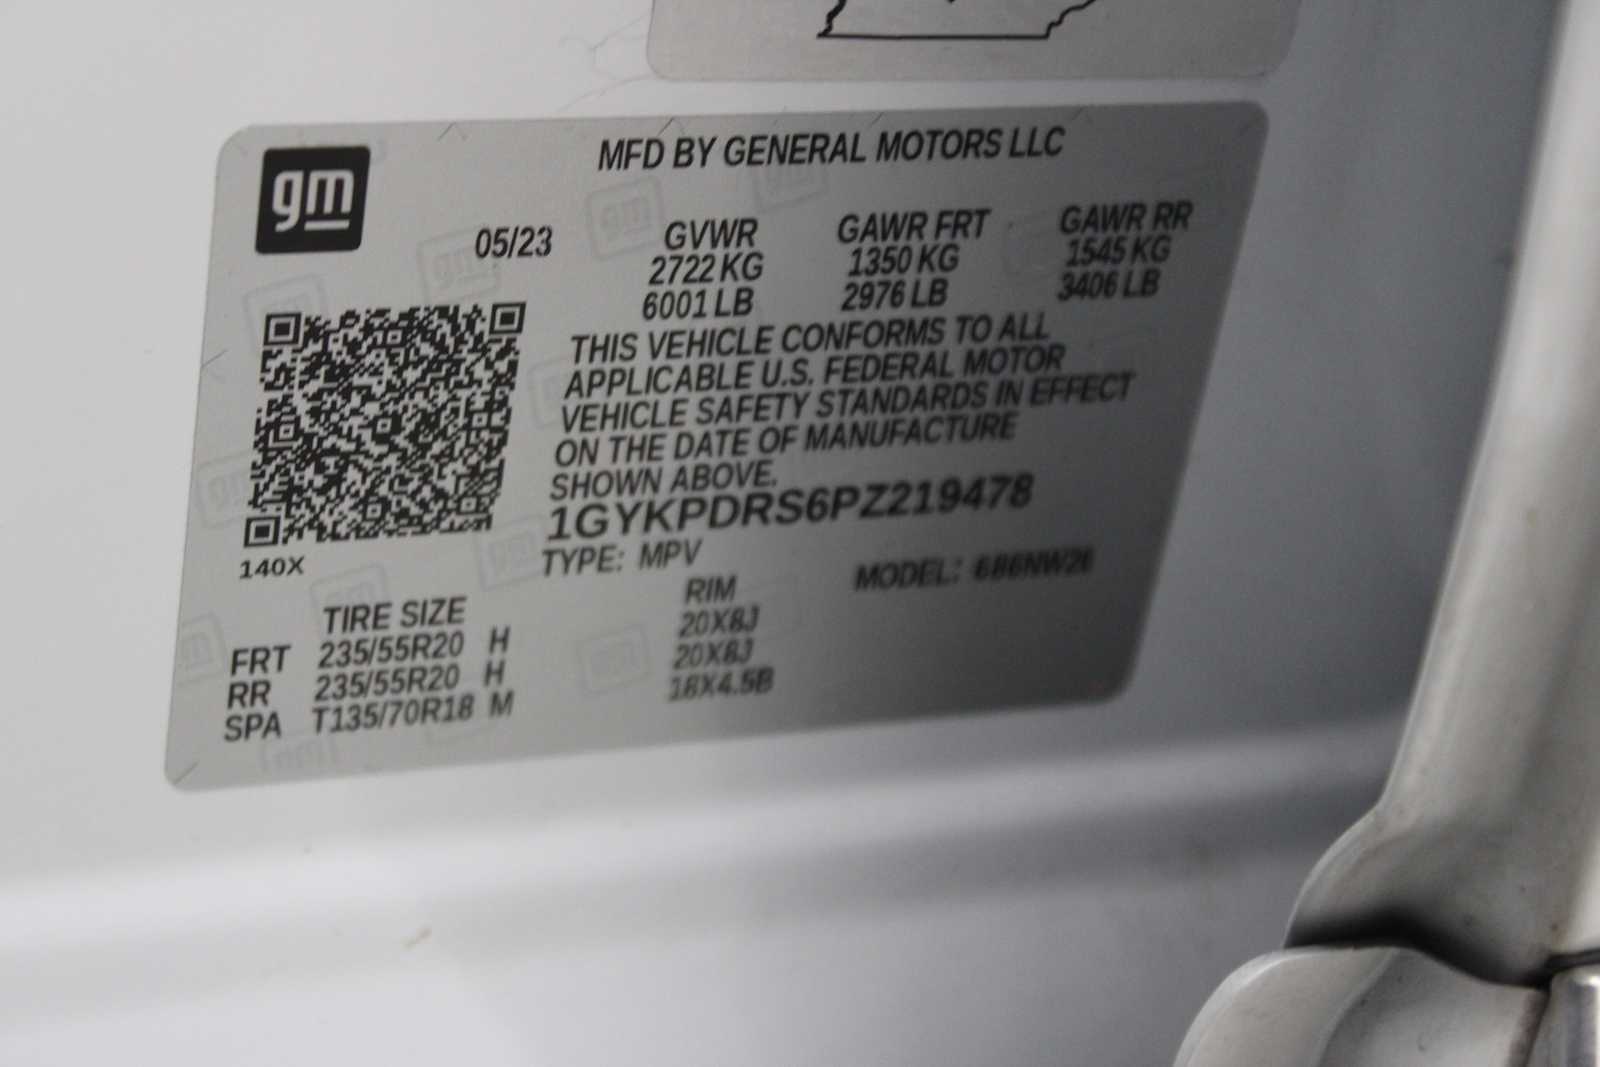 gm
MFD BY GENERAL MOTORS LLC
05/23
GVWR GAWR FRT GAWR RR
2722 KG 1350 KG 1545 KG
6001 LB 2976 LB 3406 LB
THIS VEHICLE CONFORMS TO ALL
APPLICABLE U.S. FEDERAL MOTOR
VEHICLE SAFETY STANDARDS IN EFFECT
ON THE DATE OF MANUFACTURE
SHOWN ABOVE.
1GYKPDRS6PZ219478
TYPE: MPV
140X
MODEL: 686NW26
TIRE SIZE RIM
FRT 235/55R20 H 20X8J
RR 235/55R20 H 20X8J
SPA T135/70R18 M 18X4.5B